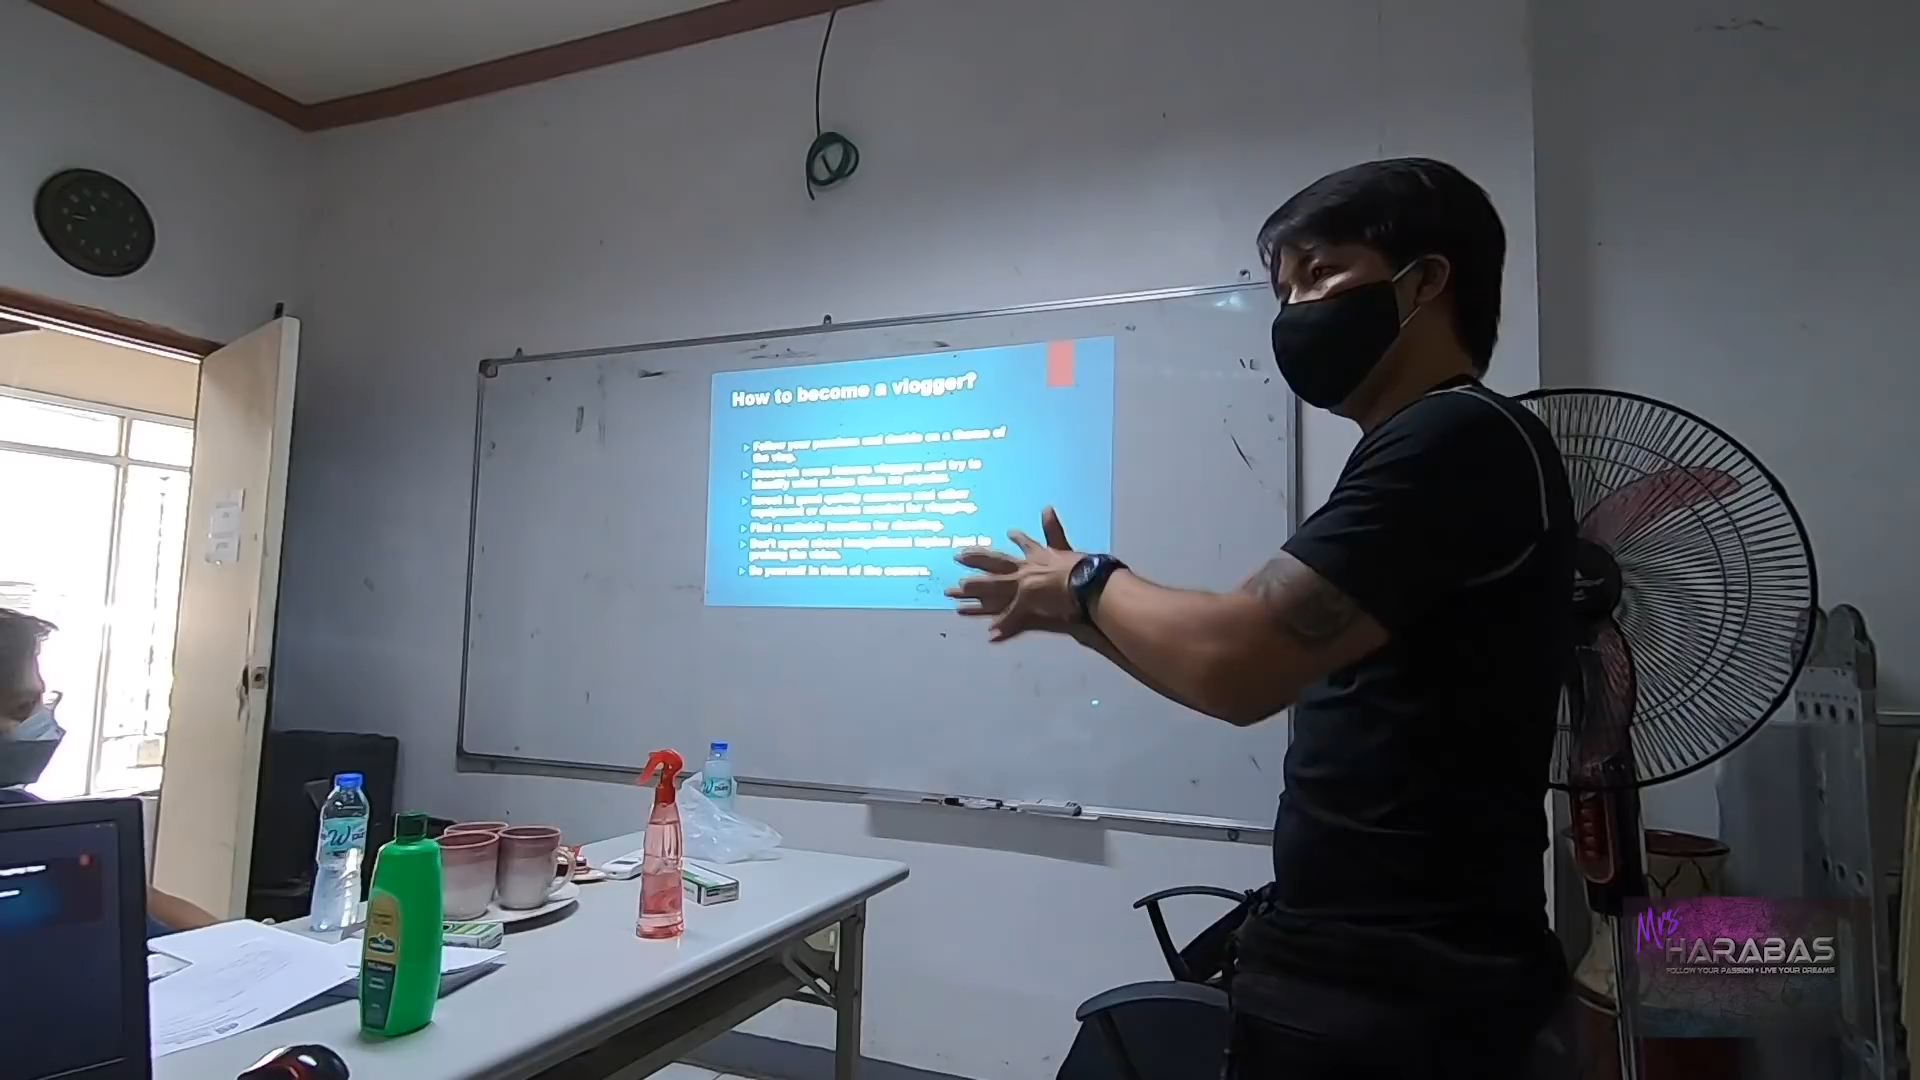 How to become a vlogger?
Follow your passions and decide on a theme of
the vlog.
Research some famous vloggers and try to
identify what makes them so popular.
Invest in good quality cameras and other
equipment or devices needed for vlogging.
Find a suitable location for shooting.
Don't speak about insignificant topics just to
prolong the video.
Be yourself in front of the camera.
Mrs.
HARABAS
FOLLOW YOUR PASSION • LIVE YOUR DREAMS